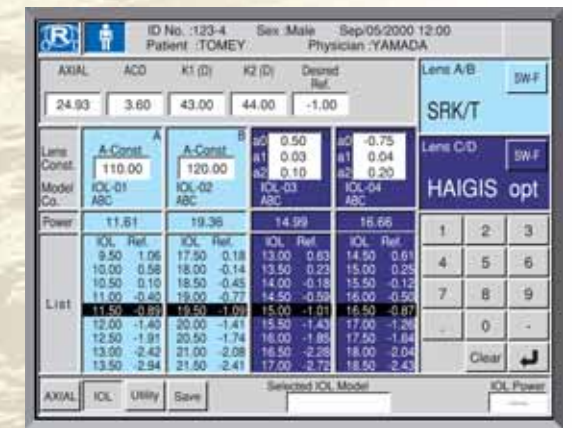 R ID No. :123-4 Sex :Male Sep/05/2000 12:00
Patient :TOMEY Physician :YAMADA
AXIAL ACD K1 (D) K2 (D) Desired Ref.
24.93 3.60 43.00 44.00 -1.00
Lens A/B SW-F
SRK/T
Lens C/D SW-F
HAIGIS opt
Lens Const. A A-Const. 110.00 B A-Const. 120.00 a0 0.50 a0 -0.75
a1 0.03 a1 0.04
a2 0.10 a2 0.20
Model IOL-01 IOL-02 IOL-03 IOL-04
Co. ABC ABC ABC ABC
Power 11.61 19.36 14.99 16.66
List IOL Ref. IOL Ref. IOL Ref. IOL Ref.
9.50 1.06 17.50 0.18 13.00 0.63 14.50 0.61
10.00 0.58 18.00 -0.14 13.50 0.23 15.00 0.25
10.50 0.10 18.50 -0.45 14.00 -0.18 15.50 -0.12
11.00 -0.40 19.00 -0.77 14.50 -0.59 16.00 -0.50
11.50 -0.89 19.50 -1.09 15.00 -1.01 16.50 -0.87
12.00 -1.40 20.00 -1.41 15.50 -1.43 17.00 -1.26
12.50 -1.91 20.50 -1.74 16.00 -1.85 17.50 -1.64
13.00 -2.42 21.00 -2.08 16.50 -2.28 18.00 -2.04
13.50 -2.94 21.50 -2.41 17.00 -2.72 18.50 -2.43
1 2 3
4 5 6
7 8 9
. 0 -
Clear
AXIAL IOL Utility Save Selected IOL Model IOL Power